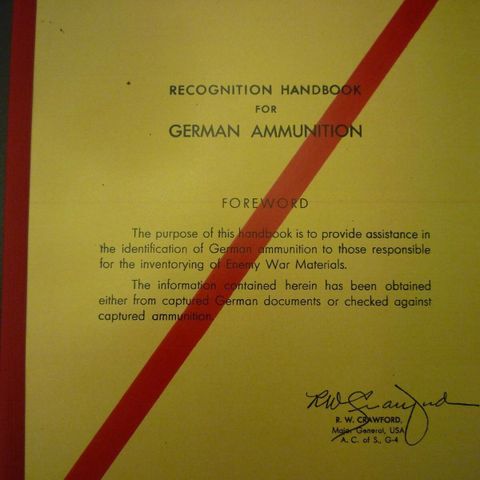 RECOGNITION HANDBOOK
FOR
GERMAN AMMUNITION
FOREWORD
The purpose of this handbook is to provide assistance in
the identification of German ammunition to those responsible
for the inventorying of Enemy War Materials.
The information contained herein has been obtained
either from captured German documents or checked against
captured ammunition.
RW Crawford
R. W. CRAWFORD,
Major General, USA
A. C. of S., G-4